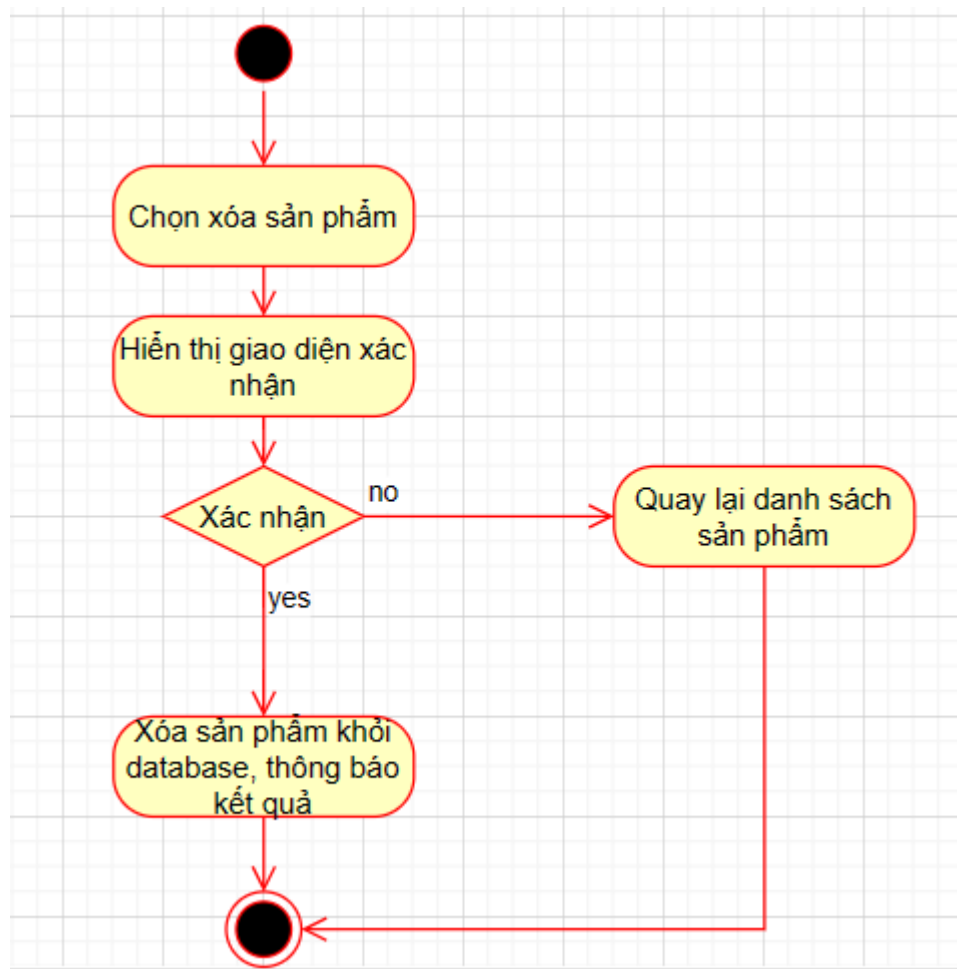 Chọn xóa sản phẩm
Hiển thị giao diện xác
nhận
Xác nhận
no
Quay lại danh sách
sản phẩm
yes
Xóa sản phẩm khỏi
database, thông báo
kết quả